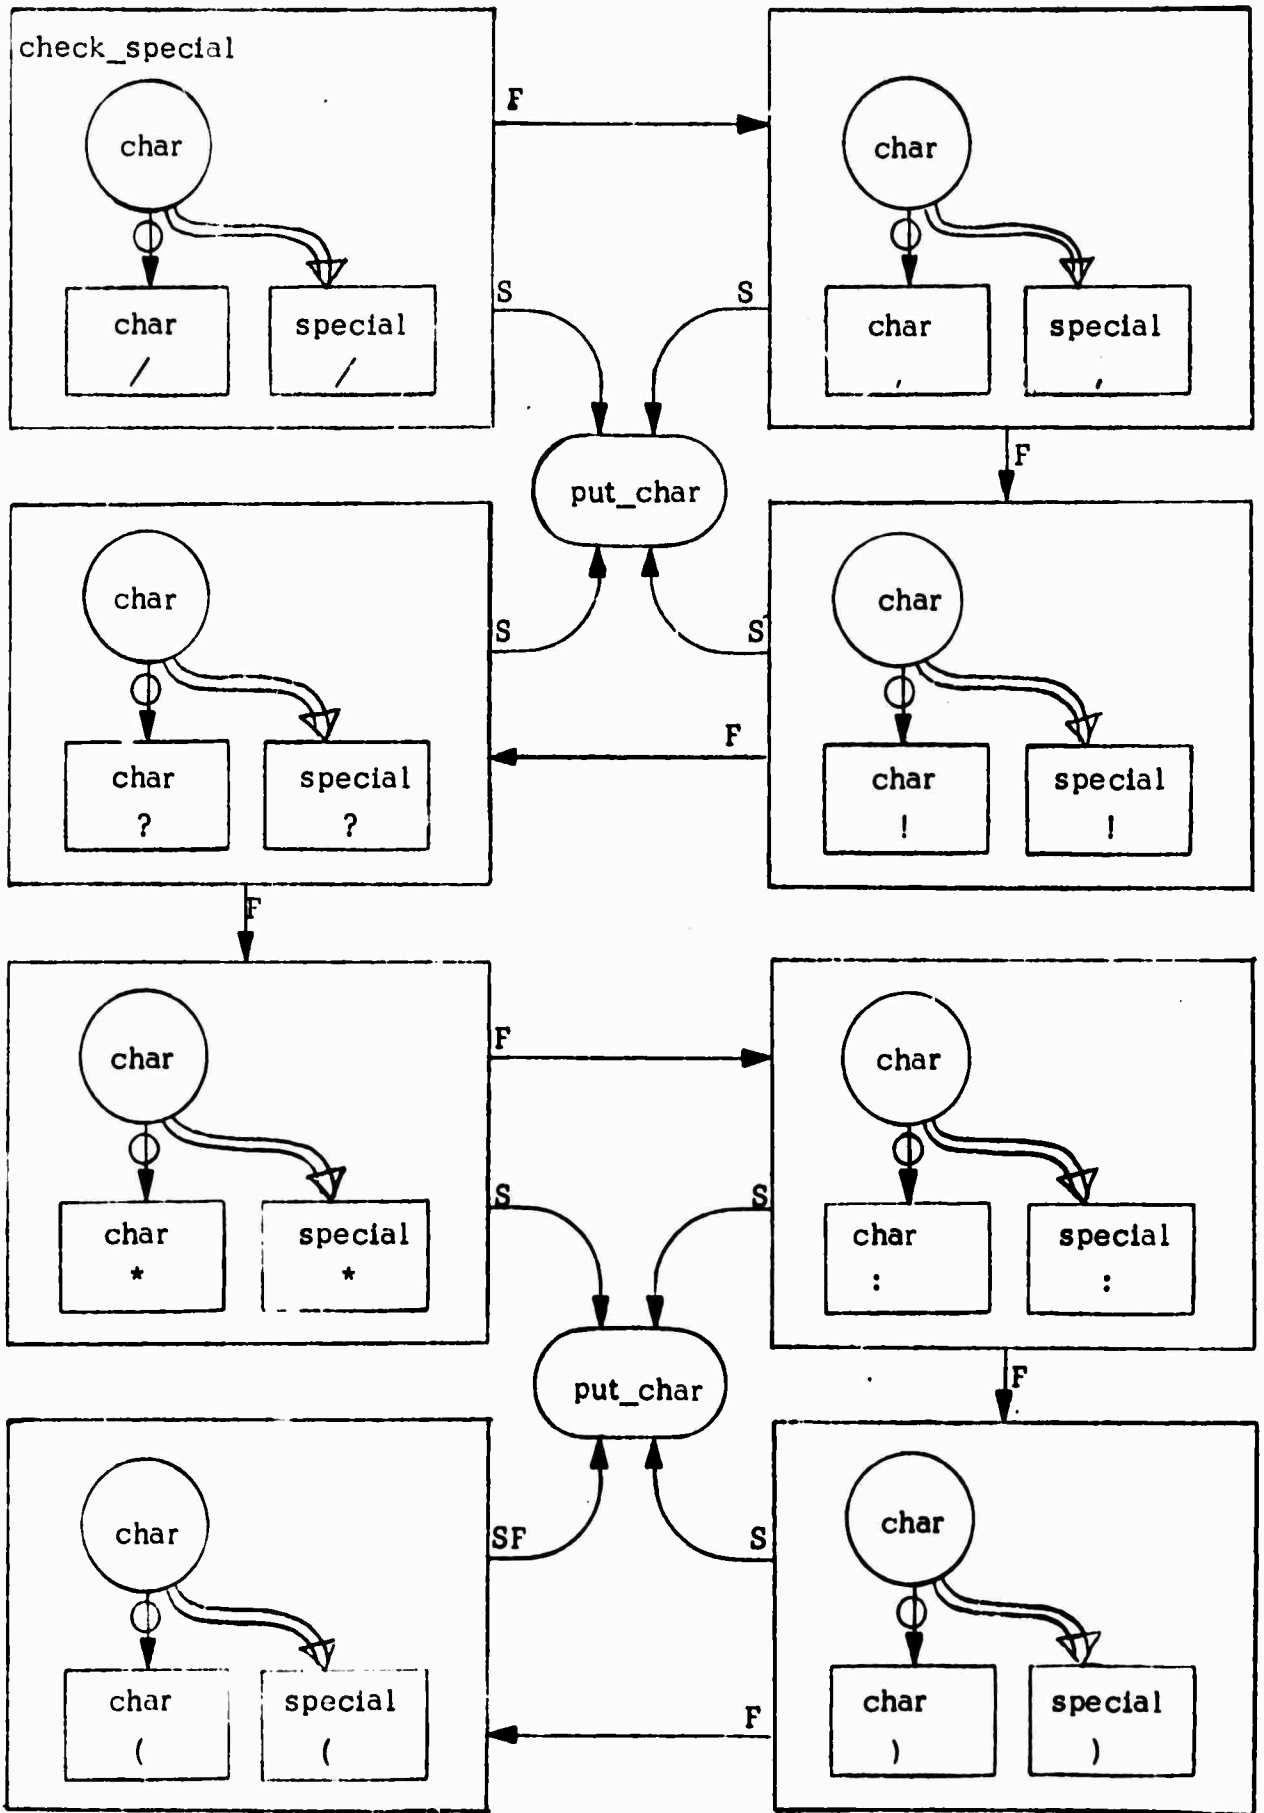 check_special
F
char
char
S
S
char
special
char
special
/
/
,
,
put_char
F
char
char
S
S
F
char
special
char
special
?
?
!
!
F
char
char
F
S
S
char
special
char
special
*
*
:
:
put_char
F
char
char
SF
S
char
special
char
special
(
(
)
)
F